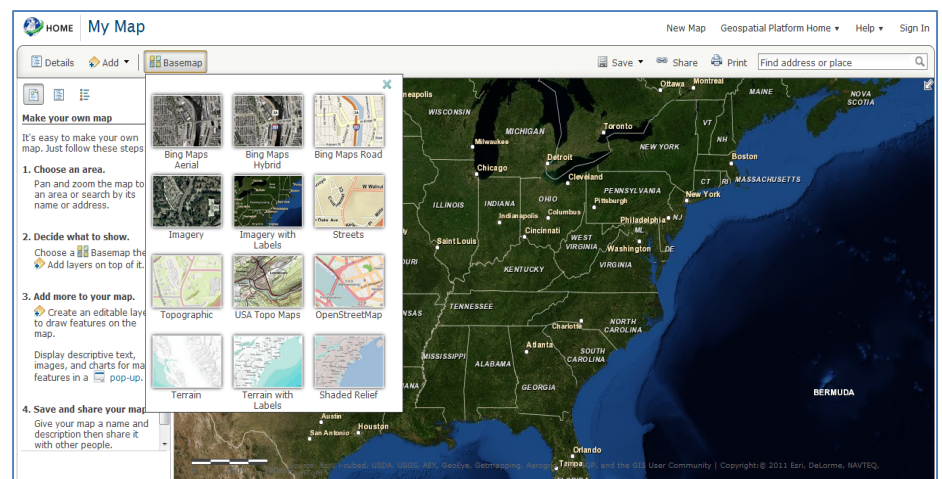 HOME My Map New Map Geospatial Platform Home Help Sign In
Details Add Basemap Save Share Print Find address or place
Make your own map
It's easy to make your own
map. Just follow these steps
1. Choose an area.
Pan and zoom the map to
an area or search by its
name or address.
2. Decide what to show.
Choose a Basemap the
Add layers on top of it.
3. Add more to your map.
Create an editable laye
to draw features on the
map.
Display descriptive text,
images, and charts for ma
features in a pop-up.
4. Save and share your map
Give your map a name and
description then share it
with other people.
Bing Maps
Aerial
Bing Maps
Hybrid
Bing Maps Road
Imagery
Imagery with
Labels
Streets
Topographic
USA Topo Maps
OpenStreetMap
Terrain
Terrain with
Labels
Shaded Relief
W Walnut
Ottawa
Montreal
MAINE
NOVA
SCOTIA
neapolis
WISCONSIN
MICHIGAN
Toronto
VT
NH
Milwaukee
NEW YORK
Boston
Detroit
Chicago
Cleveland
CT
RI
MASSACHUSETTS
PENNSYLVANIA
New York
ILLINOIS
INDIANA
OHIO
Pittsburgh
Indianapolis
Columbus
Philadelphia
NJ
Cincinnati
Saint Louis
WEST
VIRGINIA
Washington
DE
OURI
KENTUCKY
VIRGINIA
TENNESSEE
NSAS
Charlotte
NORTH
CAROLINA
Atlanta
MISSISSIPPI
ALABAMA
SOUTH
CAROLINA
ANA
GEORGIA
BERMUDA
Austin
San Antonio
Houston
Orlando
Tampa
FLORIDA
User Community | Copyright:© 2011 Esri, DeLorme, NAVTEQ,